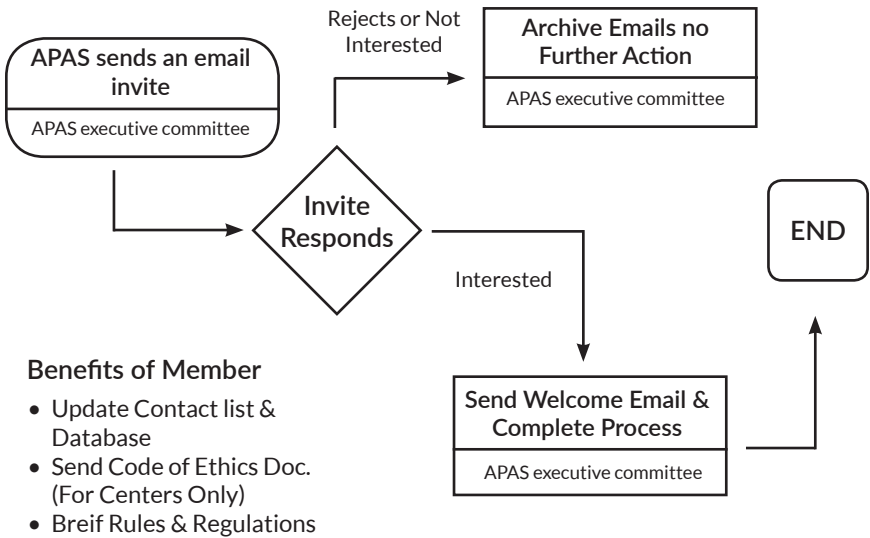 APAS sends an email
invite
APAS executive committee
Rejects or Not
Interested
Archive Emails no
Further Action
APAS executive committee
Invite
Responds
Interested
END
Send Welcome Email &
Complete Process
APAS executive committee
Benefits of Member
• Update Contact list &
Database
• Send Code of Ethics Doc.
(For Centers Only)
• Breif Rules & Regulations